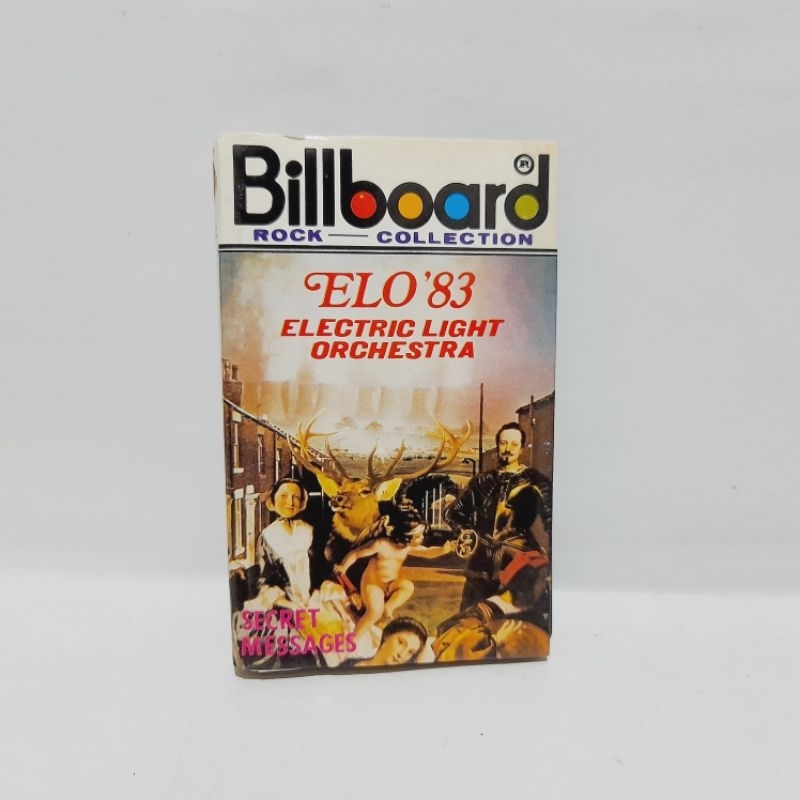 Billboard
ROCK — COLLECTION
ELO '83
ELECTRIC LIGHT
ORCHESTRA
SECRET
MESSAGES